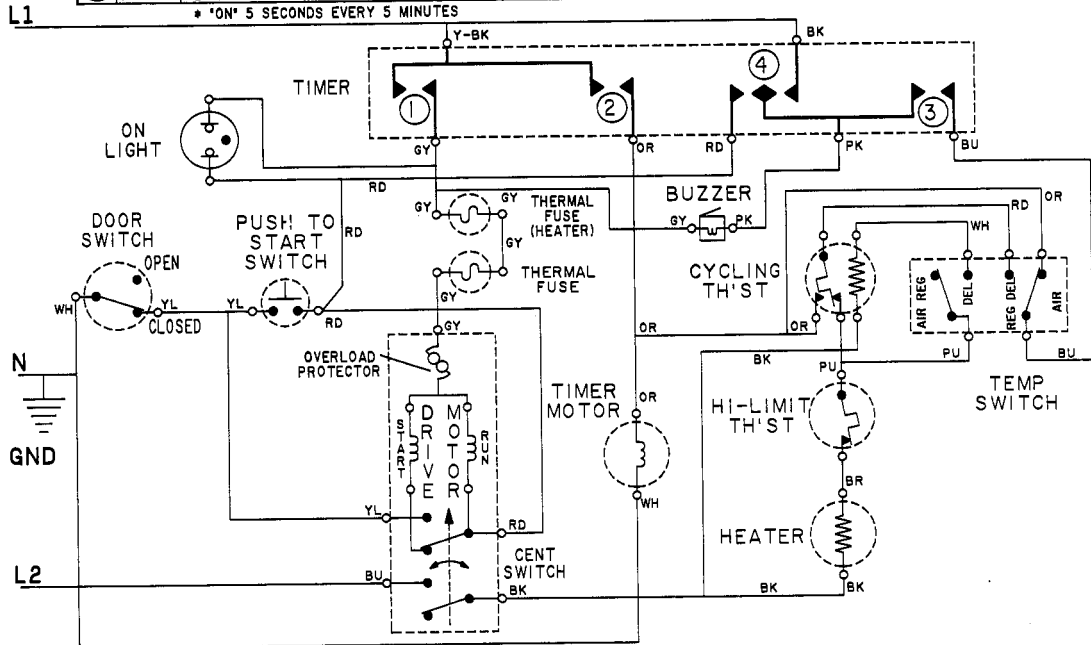 * "ON" 5 SECONDS EVERY 5 MINUTES
L1
Y-BK
BK
TIMER
1
2
4
3
ON
LIGHT
GY
OR
RD
PK
BU
RD
BUZZER
GY
PK
GY
GY
THERMAL
FUSE
(HEATER)
GY
THERMAL
FUSE
GY
DOOR
SWITCH
OPEN
PUSH TO
START
SWITCH
RD
WH
YL
CLOSED
YL
RD
GY
CYCLING
TH'ST
OR
RD
WH
AIR REG
DEL
REG DEL
AIR
OR
OR
BK
PU
PU
BU
TEMP
SWITCH
N
GND
OVERLOAD
PROTECTOR
TIMER
MOTOR
OR
WH
HI-LIMIT
TH'ST
START
DRIVE
MOTOR
RUN
BR
YL
RD
HEATER
CENT
SWITCH
L2
BU
BK
BK
BK